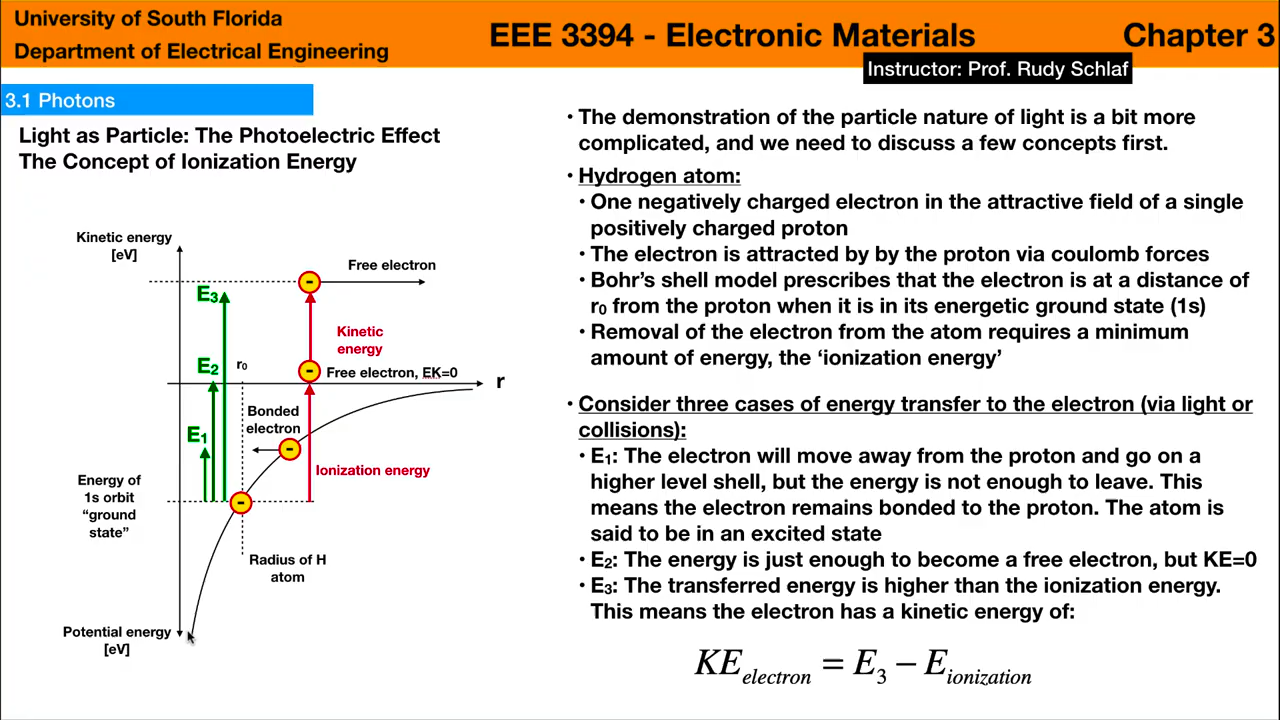 University of South Florida
Department of Electrical Engineering
EEE 3394 - Electronic Materials
Chapter 3
Instructor: Prof. Rudy Schlaf
3.1 Photons
Light as Particle: The Photoelectric Effect
The Concept of Ionization Energy
Kinetic energy
[eV]
Free electron
E₃
Kinetic
energy
E₂
r₀
Free electron, EK=0
r
Bonded
electron
E₁
Ionization energy
Energy of
1s orbit
“ground
state”
Radius of H
atom
Potential energy
[eV]
• The demonstration of the particle nature of light is a bit more
complicated, and we need to discuss a few concepts first.
• Hydrogen atom:
• One negatively charged electron in the attractive field of a single
positively charged proton
• The electron is attracted by by the proton via coulomb forces
• Bohr’s shell model prescribes that the electron is at a distance of
r₀ from the proton when it is in its energetic ground state (1s)
• Removal of the electron from the atom requires a minimum
amount of energy, the ‘ionization energy’
• Consider three cases of energy transfer to the electron (via light or
collisions):
• E₁: The electron will move away from the proton and go on a
higher level shell, but the energy is not enough to leave. This
means the electron remains bonded to the proton. The atom is
said to be in an excited state
• E₂: The energy is just enough to become a free electron, but KE=0
• E₃: The transferred energy is higher than the ionization energy.
This means the electron has a kinetic energy of:
KE_electron = E₃ − E_ionization